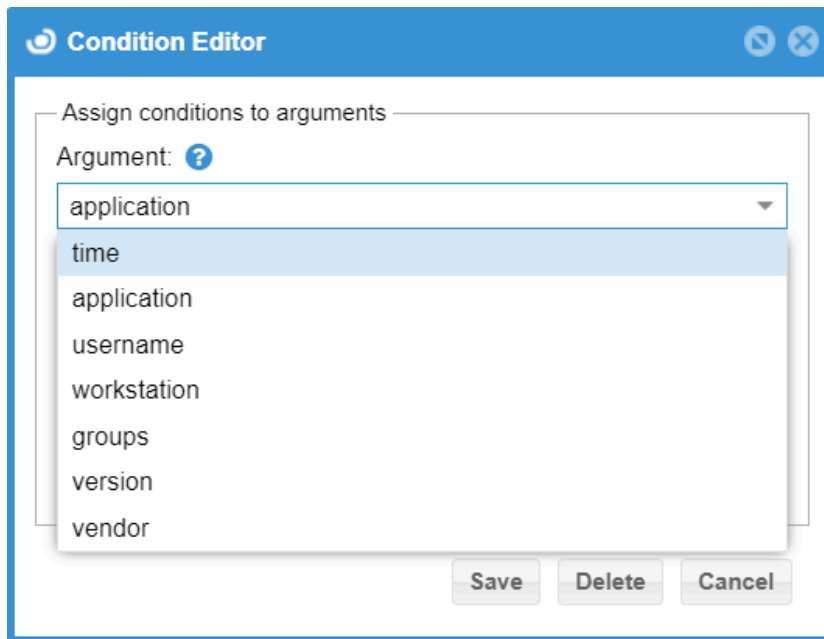 Condition Editor
Assign conditions to arguments
Argument: ?
application
time
application
username
workstation
groups
version
vendor
Save Delete Cancel